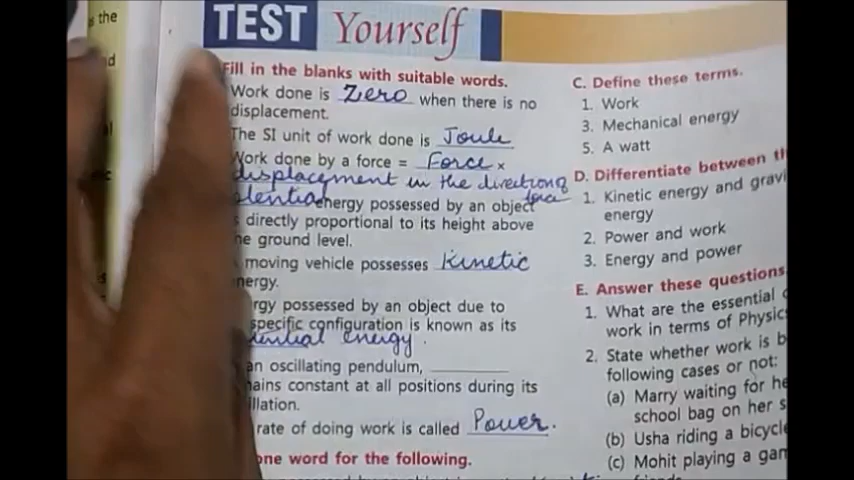 s the
TEST Yourself
Fill in the blanks with suitable words.
Work done is Zero when there is no
displacement.
The SI unit of work done is Joule
Work done by a force = Force ×
displacement in the direction of
force
otential energy possessed by an object
s directly proportional to its height above
he ground level.
moving vehicle possesses Kinetic
nergy.
rgy possessed by an object due to
specific configuration is known as its
tential energy.
an oscillating pendulum, ________
ains constant at all positions during its
illation.
rate of doing work is called Power.
one word for the following.
C. Define these terms.
1. Work
3. Mechanical energy
5. A watt
D. Differentiate between th
1. Kinetic energy and gravi
energy
2. Power and work
3. Energy and power
E. Answer these questions.
1. What are the essential c
work in terms of Physics
2. State whether work is b
following cases or not:
(a) Marry waiting for he
school bag on her s
(b) Usha riding a bicycle
(c) Mohit playing a gam